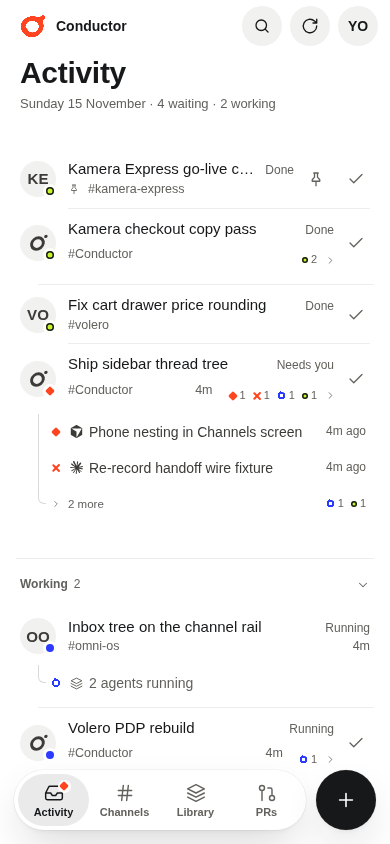 Conductor
YO
Activity
Sunday 15 November · 4 waiting · 2 working
KE
Kamera Express go-live c…
Done
#kamera-express
Kamera checkout copy pass
Done
#Conductor
2
VO
Fix cart drawer price rounding
Done
#volero
Ship sidebar thread tree
Needs you
#Conductor
4m
1 1 1 1
Phone nesting in Channels screen
4m ago
Re-record handoff wire fixture
4m ago
2 more
1 1
Working 2
OO
Inbox tree on the channel rail
Running
#omni-os
4m
2 agents running
Volero PDP rebuild
Running
#Conductor
4m
1
Activity
Channels
Library
PRs